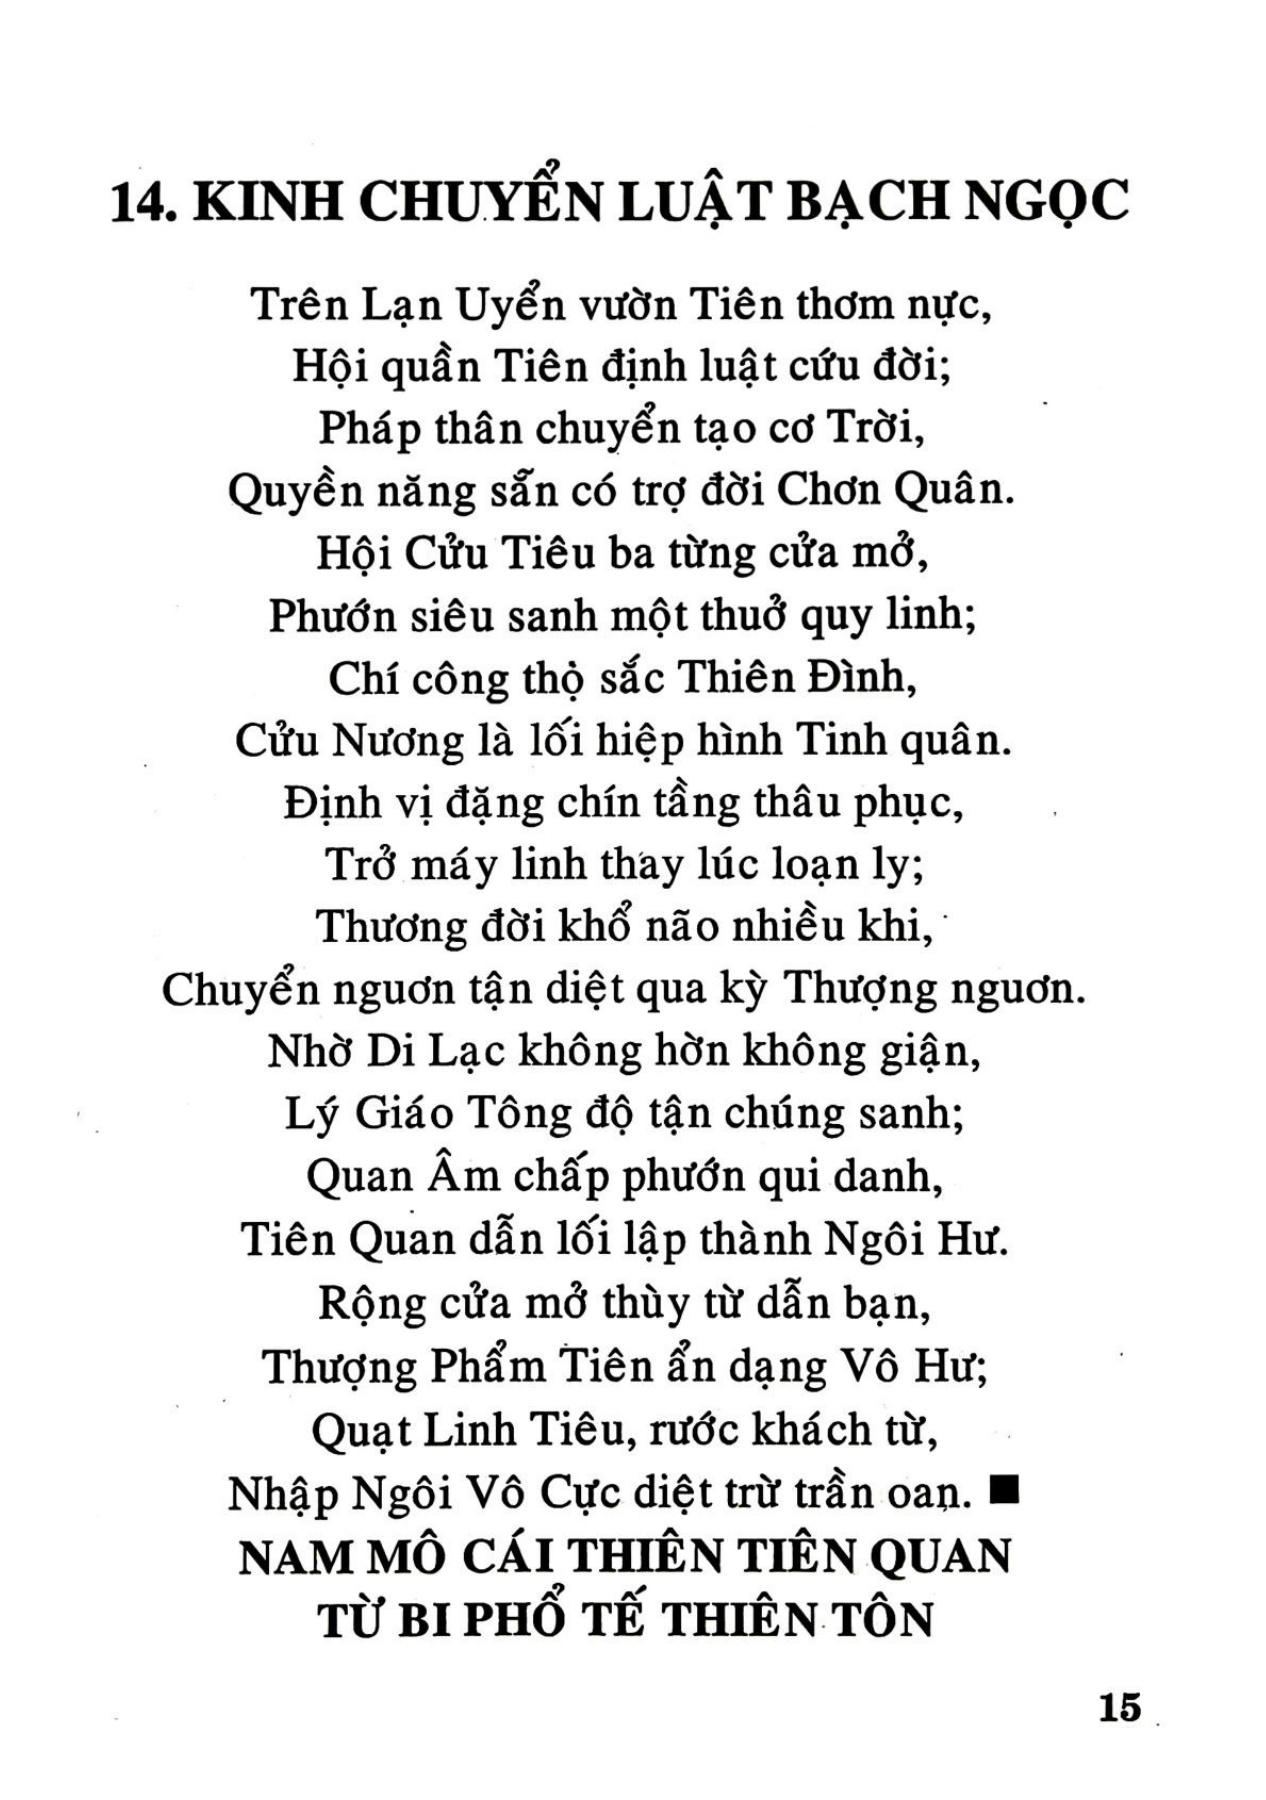 14. KINH CHUYỂN LUẬT BẠCH NGỌC
Trên Lạn Uyển vườn Tiên thơm nực,
Hội quần Tiên định luật cứu đời;
Pháp thân chuyển tạo cơ Trời,
Quyền năng sẵn có trợ đời Chơn Quân.
Hội Cửu Tiêu ba từng cửa mở,
Phướn siêu sanh một thuở quy linh;
Chí công thọ sắc Thiên Đình,
Cửu Nương là lối hiệp hình Tinh quân.
Định vị đặng chín tầng thâu phục,
Trở máy linh thay lúc loạn ly;
Thương đời khổ não nhiều khi,
Chuyển nguơn tận diệt qua kỳ Thượng nguơn.
Nhờ Di Lạc không hờn không giận,
Lý Giáo Tông độ tận chúng sanh;
Quan Âm chấp phướn qui danh,
Tiên Quan dẫn lối lập thành Ngôi Hư.
Rộng cửa mở thùy từ dẫn bạn,
Thượng Phẩm Tiên ẩn dạng Vô Hư;
Quạt Linh Tiêu, rước khách từ,
Nhập Ngôi Vô Cực diệt trừ trần oan. ■
NAM MÔ CÁI THIÊN TIÊN QUAN
TỪ BI PHỔ TẾ THIÊN TÔN
15